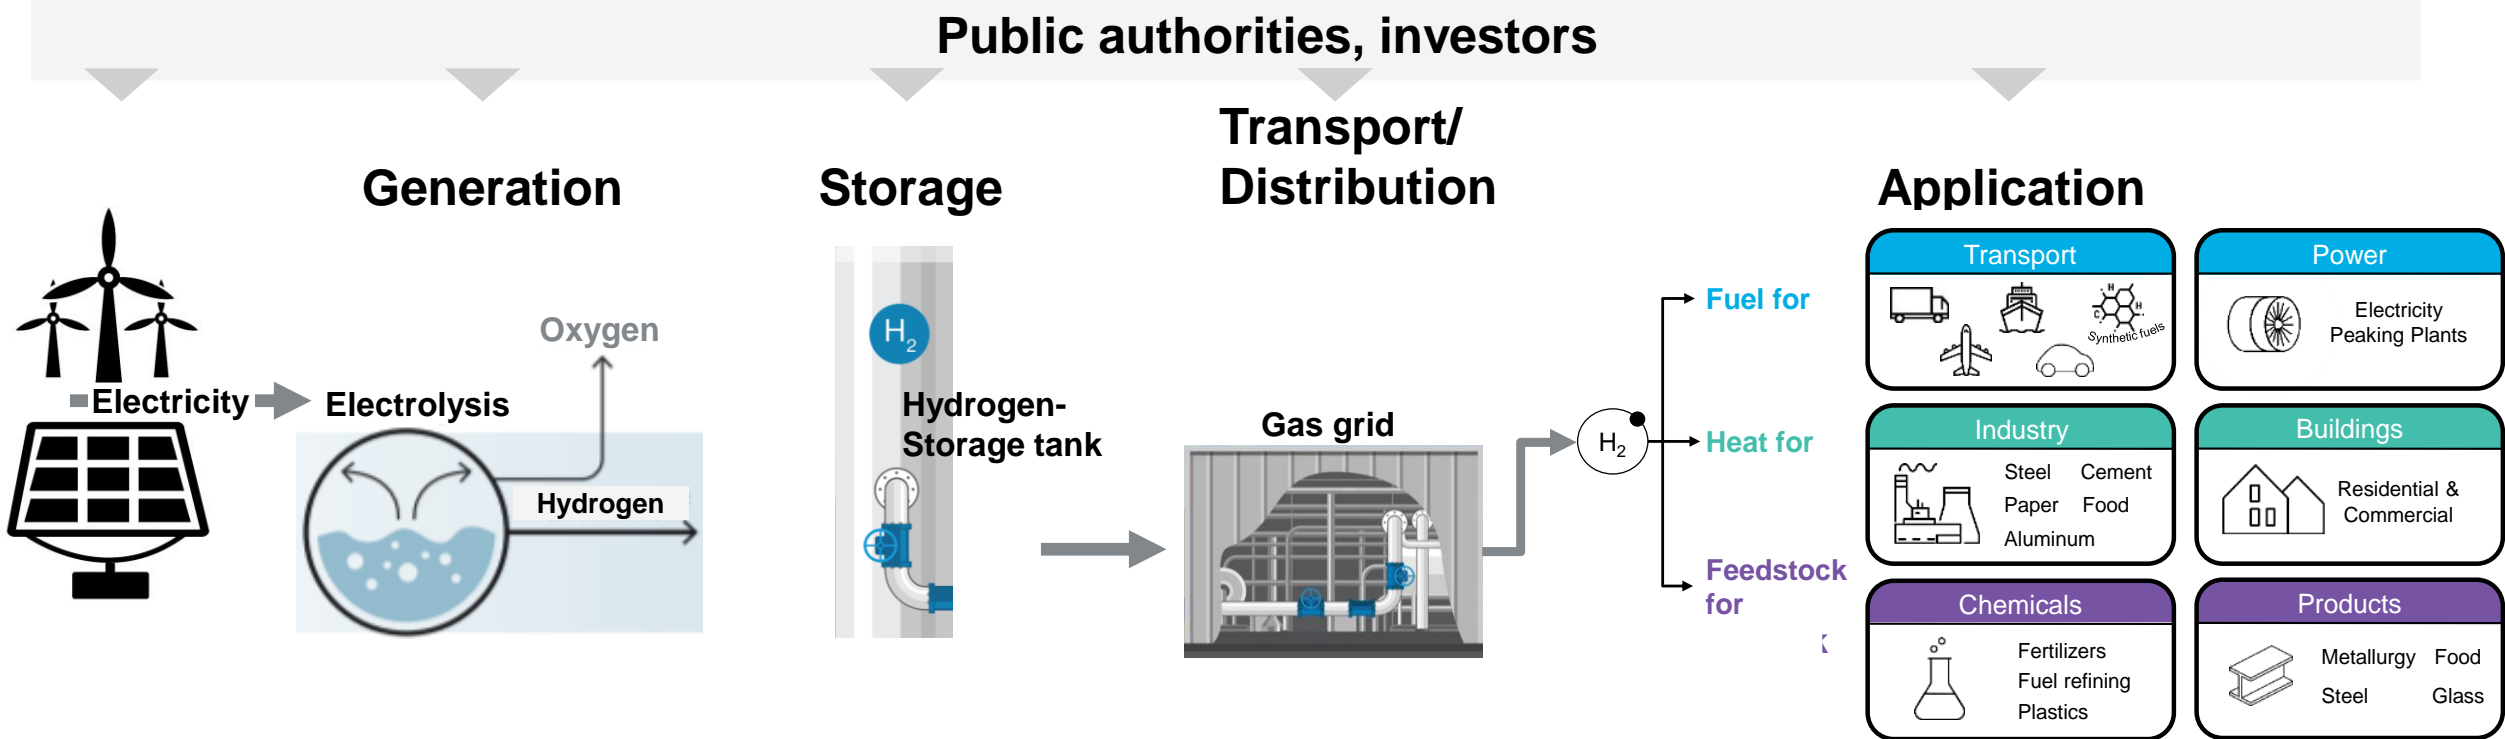 Public authorities, investors
Generation
Storage
Transport/
Distribution
Application
Electricity
Electrolysis
Oxygen
Hydrogen
H2
Hydrogen-
Storage tank
Gas grid
H2
Fuel for
Heat for
Feedstock
for
Transport
H
H
C
Synthetic fuels
Power
Electricity
Peaking Plants
Industry
Steel Cement
Paper Food
Aluminum
Buildings
Residential &
Commercial
Chemicals
Fertilizers
Fuel refining
Plastics
Products
Metallurgy Food
Steel Glass